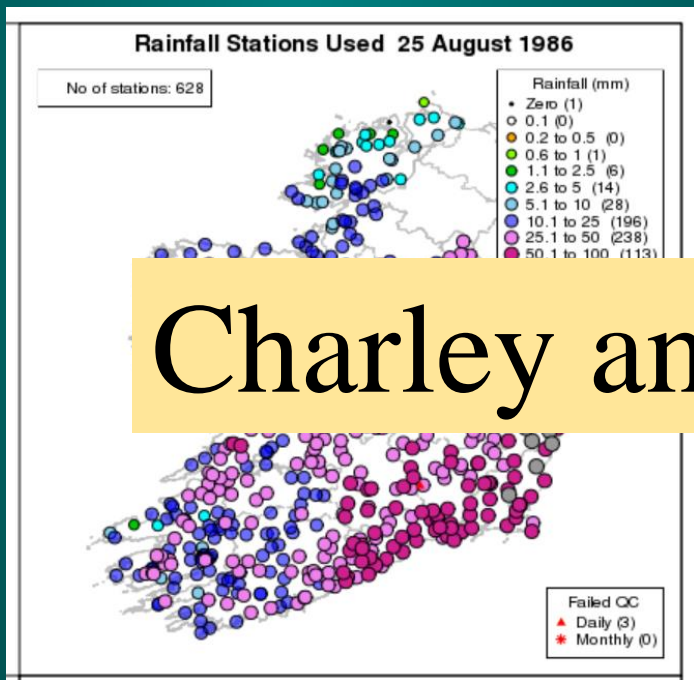 Rainfall Stations Used 25 August 1986
No of stations: 628
Rainfall (mm)
Zero (1)
0.1 (0)
0.2 to 0.5 (0)
0.6 to 1 (1)
1.1 to 2.5 (6)
2.6 to 5 (14)
5.1 to 10 (28)
10.1 to 25 (196)
25.1 to 50 (238)
50.1 to 100 (113)
Charley
Failed QC
Daily (3)
Monthly (0)